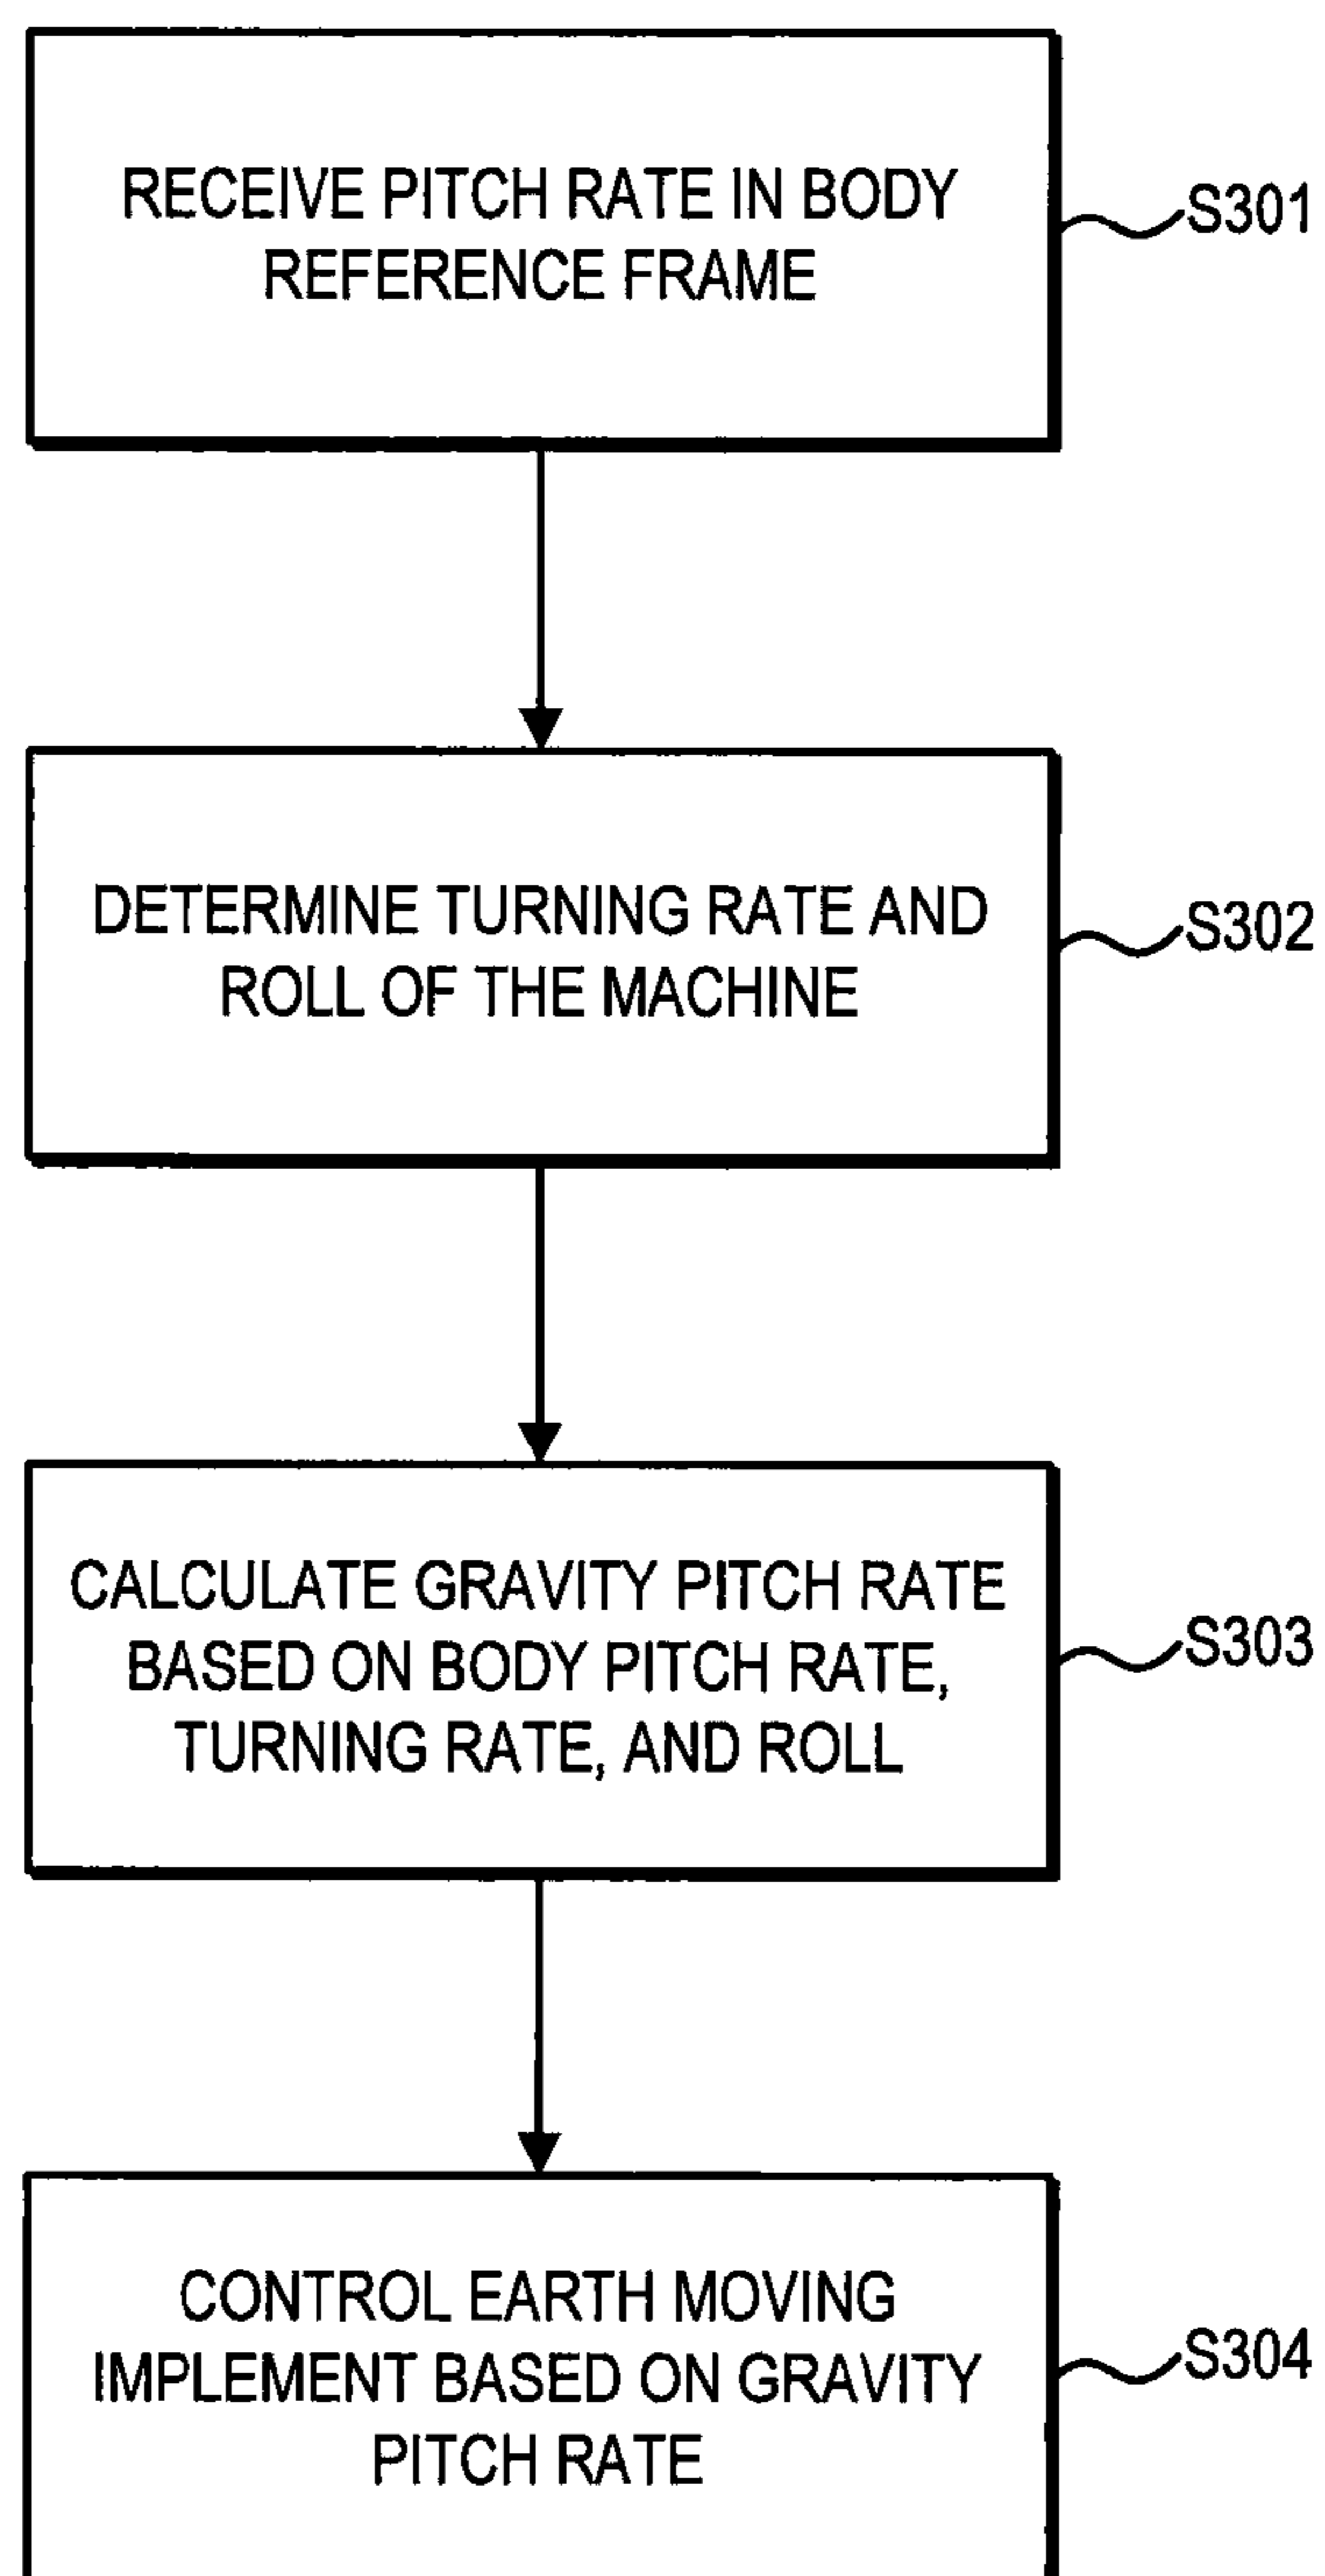 RECEIVE PITCH RATE IN BODY
REFERENCE FRAME
S301
DETERMINE TURNING RATE AND
ROLL OF THE MACHINE
S302
CALCULATE GRAVITY PITCH RATE
BASED ON BODY PITCH RATE,
TURNING RATE, AND ROLL
S303
CONTROL EARTH MOVING
IMPLEMENT BASED ON GRAVITY
PITCH RATE
S304